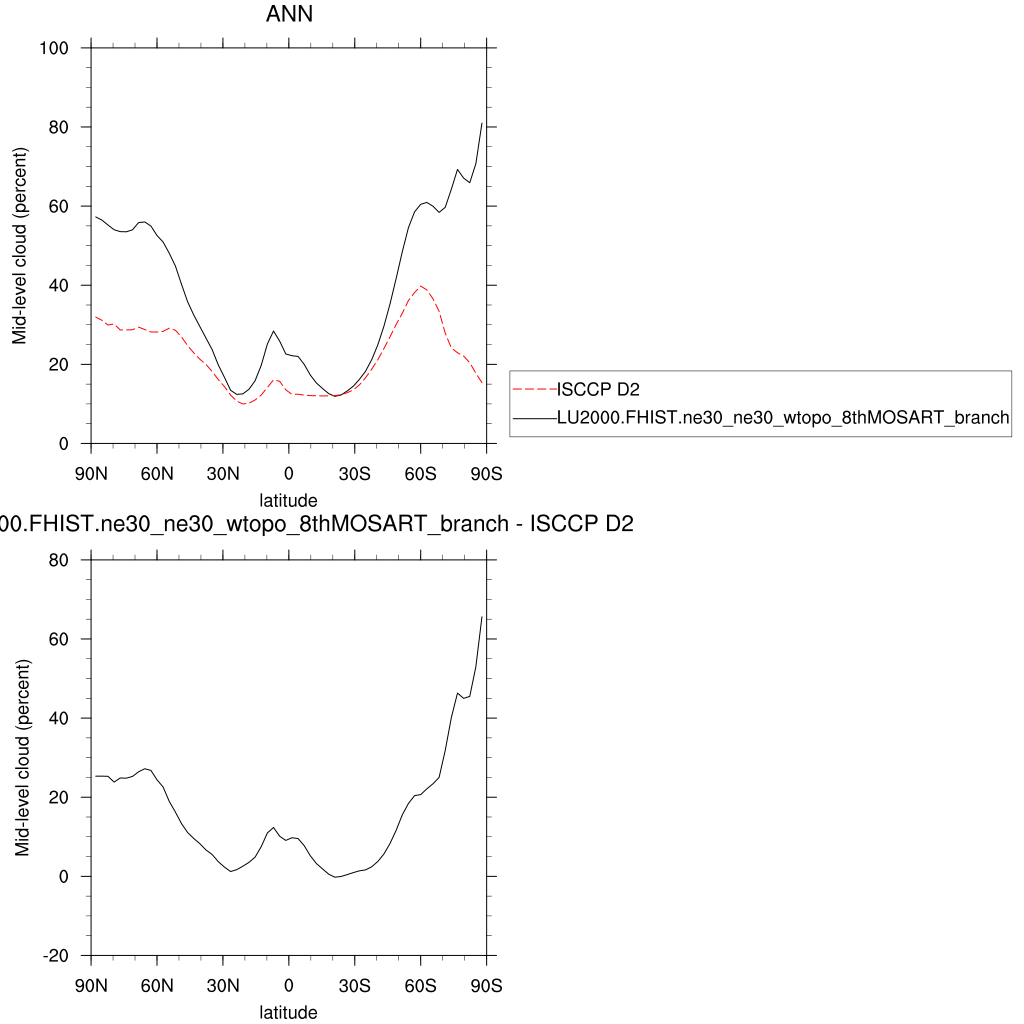 ANN
100
80
60
40
20
0
Mid-level cloud (percent)
90N 60N 30N 0 30S 60S 90S
latitude
ISCCP D2
LU2000.FHIST.ne30_ne30_wtopo_8thMOSART_branch
00.FHIST.ne30_ne30_wtopo_8thMOSART_branch - ISCCP D2
80
60
40
20
0
-20
Mid-level cloud (percent)
90N 60N 30N 0 30S 60S 90S
latitude